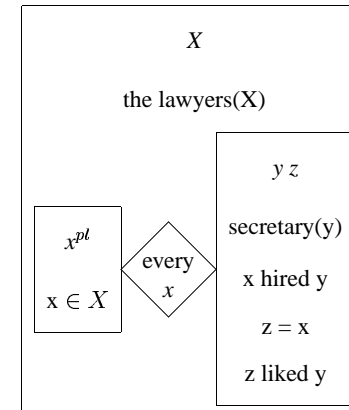 X
the lawyers(X)
x^{pl}
x ∈ X
every
x
y z
secretary(y)
x hired y
z = x
z liked y